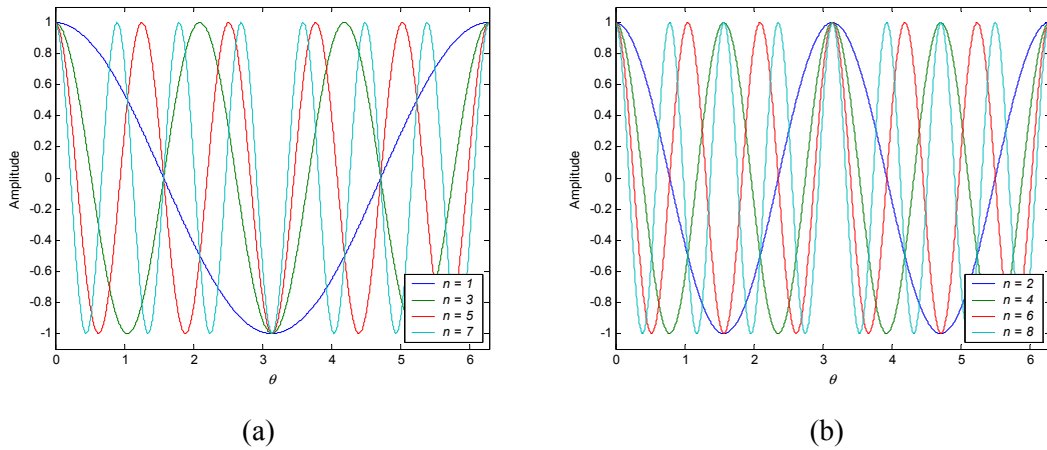 1
0.8
0.6
0.4
0.2
0
-0.2
-0.4
-0.6
-0.8
-1
Amplitude
0 1 2 3 4 5 6
θ
n = 1
n = 3
n = 5
n = 7
(a)
1
0.8
0.6
0.4
0.2
0
-0.2
-0.4
-0.6
-0.8
-1
Amplitude
0 1 2 3 4 5 6
θ
n = 2
n = 4
n = 6
n = 8
(b)